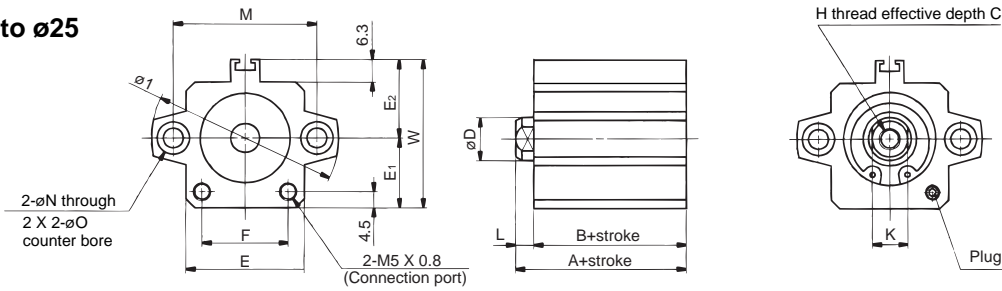 to ø25
M
6.3
ø1
E2
W
E1
4.5
2-øN through
2 X 2-øO
counter bore
F
E
2-M5 X 0.8
(Connection port)
øD
L
B+stroke
A+stroke
H thread effective depth C
K
Plug